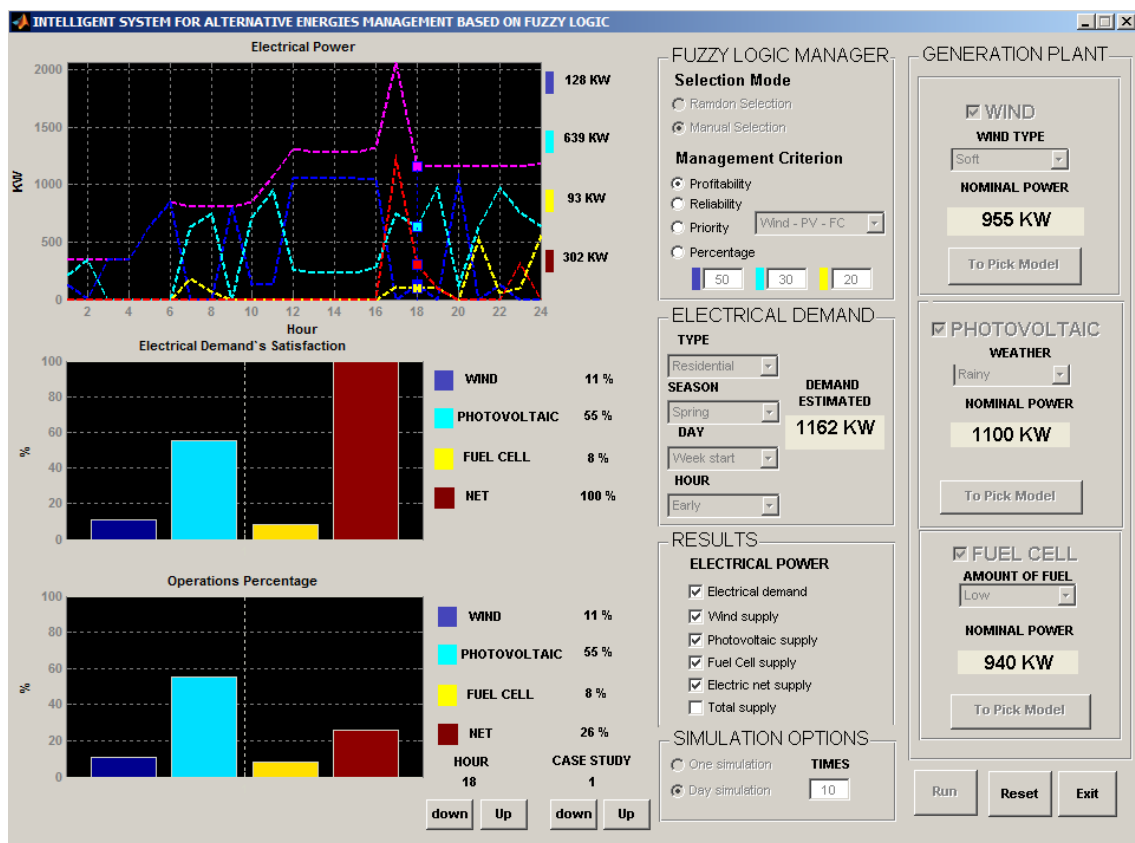 INTELLIGENT SYSTEM FOR ALTERNATIVE ENERGIES MANAGEMENT BASED ON FUZZY LOGIC
Electrical Power
2000
1500
1000
500
0
KW
2 4 6 8 10 12 14 16 18 20 22 24
Hour
128 KW
639 KW
93 KW
302 KW
Electrical Demand`s Satisfaction
100
80
60
40
20
0
%
WIND 11 %
PHOTOVOLTAIC 55 %
FUEL CELL 8 %
NET 100 %
Operations Percentage
100
80
60
40
20
0
%
WIND 11 %
PHOTOVOLTAIC 55 %
FUEL CELL 8 %
NET 26 %
HOUR CASE STUDY
18 1
down Up down Up
FUZZY LOGIC MANAGER
Selection Mode
Ramdon Selection
Manual Selection
Management Criterion
Profitability
Reliability
Priority Wind - PV - FC
Percentage
50 30 20
ELECTRICAL DEMAND
TYPE
Residential
SEASON
Spring
DAY
Week start
HOUR
Early
DEMAND
ESTIMATED
1162 KW
RESULTS
ELECTRICAL POWER
Electrical demand
Wind supply
Photovoltaic supply
Fuel Cell supply
Electric net supply
Total supply
SIMULATION OPTIONS
One simulation TIMES
Day simulation 10
GENERATION PLANT
WIND
WIND TYPE
Soft
NOMINAL POWER
955 KW
To Pick Model
PHOTOVOLTAIC
WEATHER
Rainy
NOMINAL POWER
1100 KW
To Pick Model
FUEL CELL
AMOUNT OF FUEL
Low
NOMINAL POWER
940 KW
To Pick Model
Run Reset Exit